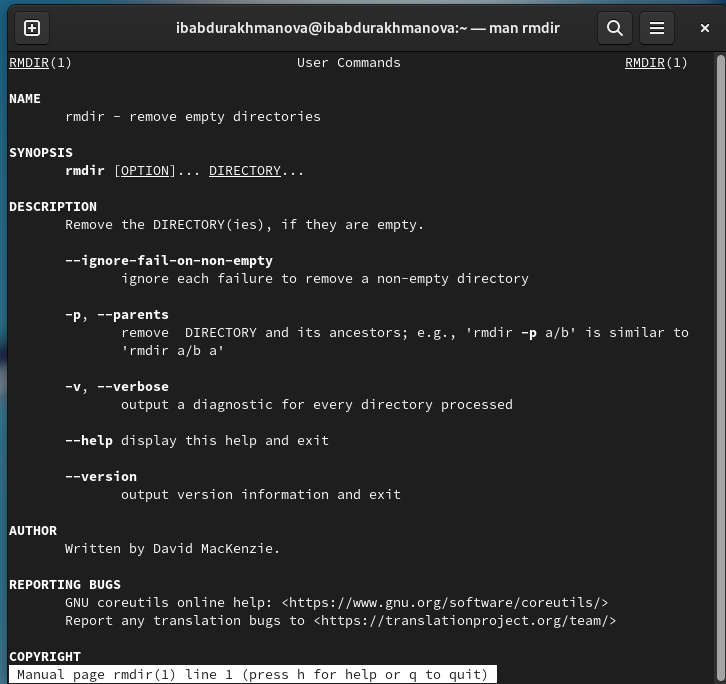 ibabdurakhmanova@ibabdurakhmanova:~ — man rmdir
RMDIR(1) User Commands RMDIR(1)
NAME
rmdir - remove empty directories
SYNOPSIS
rmdir [OPTION]... DIRECTORY...
DESCRIPTION
Remove the DIRECTORY(ies), if they are empty.
--ignore-fail-on-non-empty
ignore each failure to remove a non-empty directory
-p, --parents
remove  DIRECTORY and its ancestors; e.g., 'rmdir -p a/b' is similar to
'rmdir a/b a'
-v, --verbose
output a diagnostic for every directory processed
--help display this help and exit
--version
output version information and exit
AUTHOR
Written by David MacKenzie.
REPORTING BUGS
GNU coreutils online help: <https://www.gnu.org/software/coreutils/>
Report any translation bugs to <https://translationproject.org/team/>
COPYRIGHT
Manual page rmdir(1) line 1 (press h for help or q to quit)